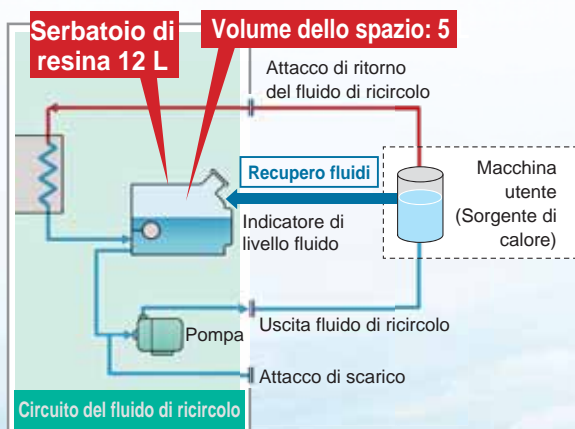 Serbatoio di
resina 12 L
Volume dello spazio: 5
Attacco di ritorno
del fluido di ricircolo
Recupero fluidi
Macchina
utente
(Sorgente di
calore)
Indicatore di
livello fluido
Pompa
Uscita fluido di ricircolo
Attacco di scarico
Circuito del fluido di ricircolo